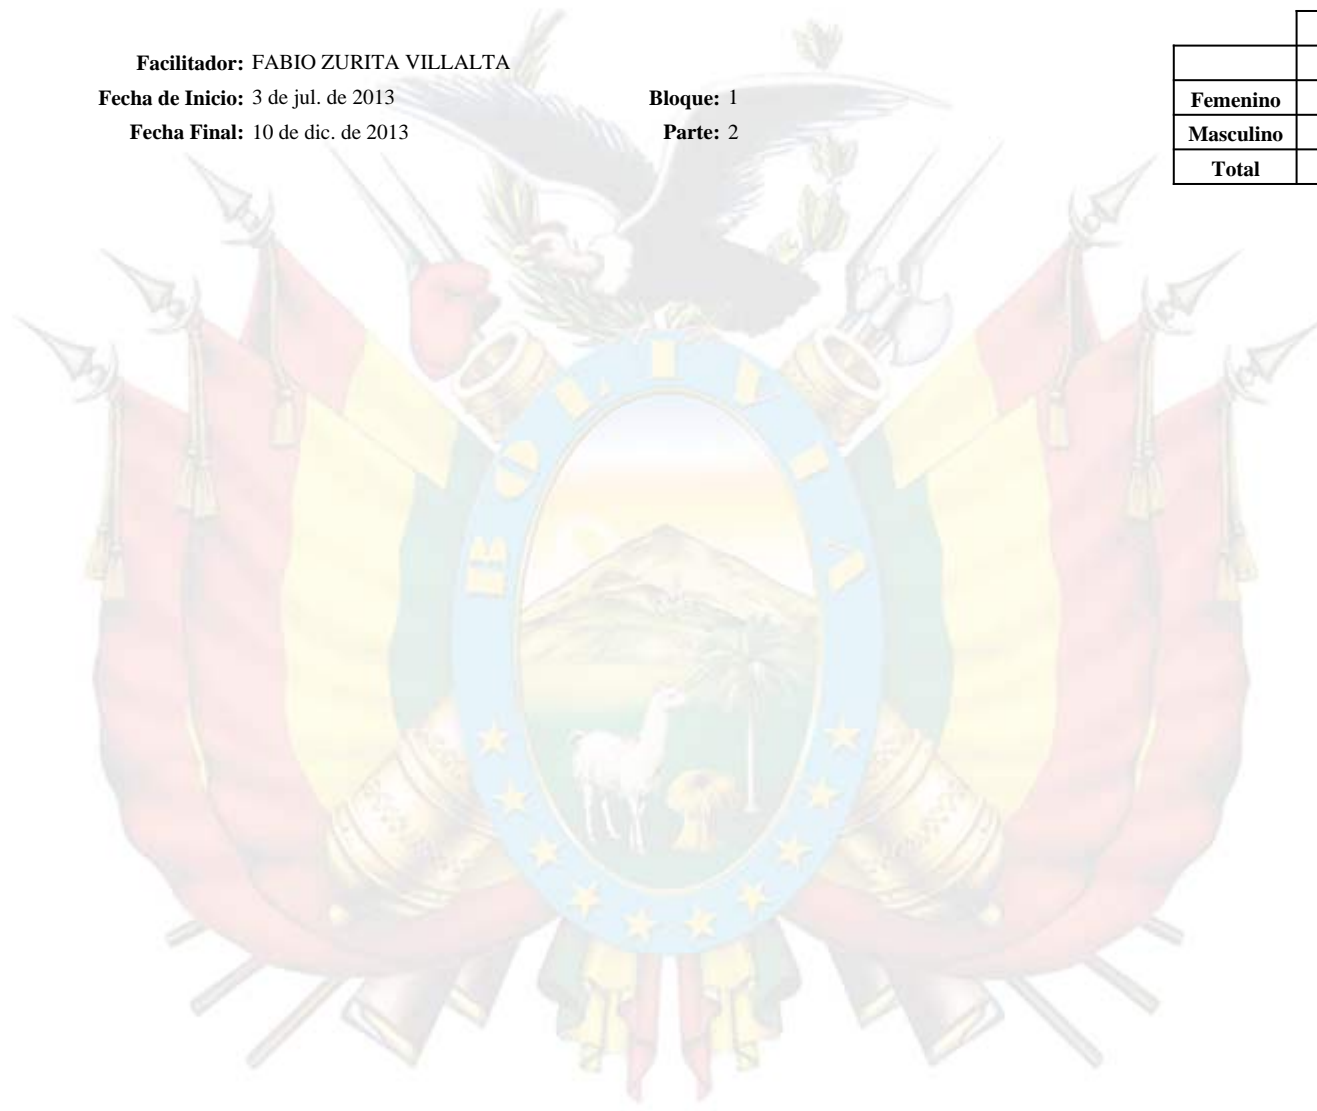 Facilitador: FABIO ZURITA VILLALTA
Fecha de Inicio: 3 de jul. de 2013 Bloque: 1
Fecha Final: 10 de dic. de 2013 Parte: 2
Femenino
Masculino
Total
BOLIVIA